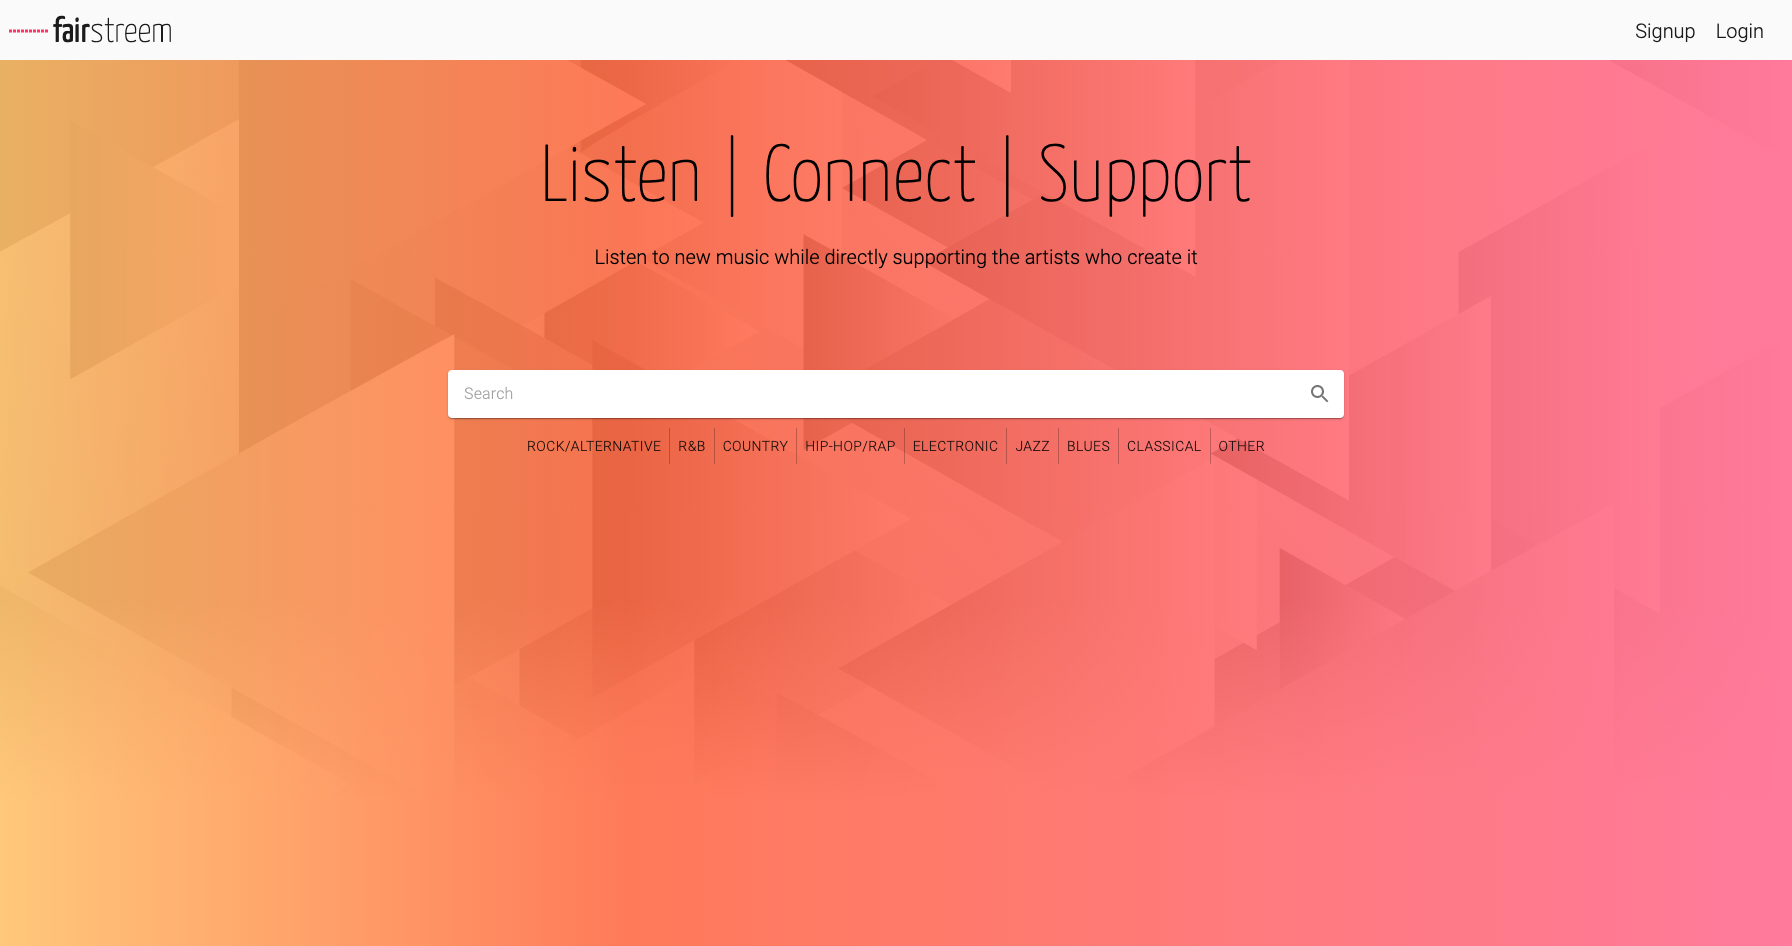 fairstreem
Signup Login
Listen | Connect | Support
Listen to new music while directly supporting the artists who create it
Search
ROCK/ALTERNATIVE R&B COUNTRY HIP-HOP/RAP ELECTRONIC JAZZ BLUES CLASSICAL OTHER